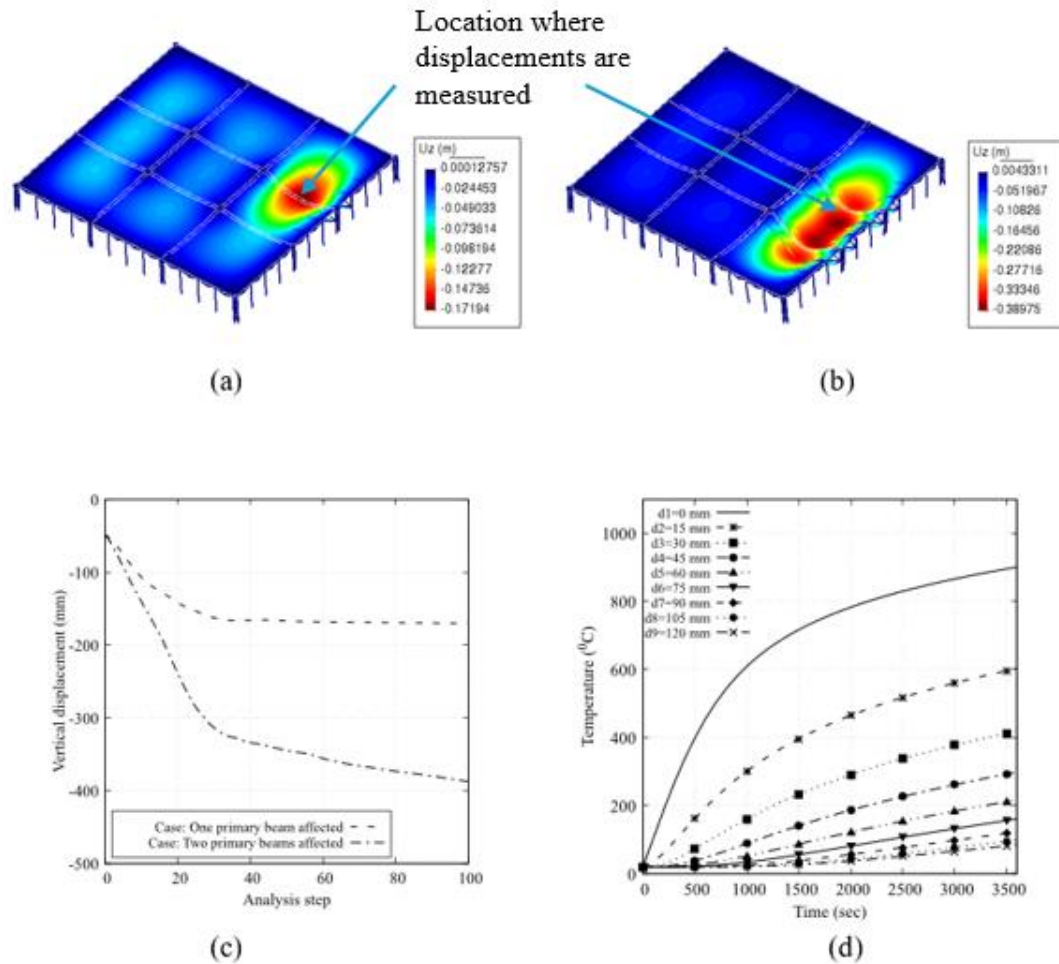 Location where
displacements are
measured
Uz (m)
0.00012757
-0.024453
-0.049033
-0.073614
-0.098194
-0.12277
-0.14736
-0.17194
Uz (m)
0.0043311
-0.051967
-0.10826
-0.16456
-0.22086
-0.27716
-0.33346
-0.38975
(a)
(b)
0
-100
-200
-300
-400
-500
Vertical displacement (mm)
Case: One primary beam affected
Case: Two primary beams affected
0 20 40 60 80 100
Analysis step
(c)
1000
800
600
400
200
0
Temperature (⁰C)
d1=0 mm
d2=15 mm
d3=30 mm
d4=45 mm
d5=60 mm
d6=75 mm
d7=90 mm
d8=105 mm
d9=120 mm
0 500 1000 1500 2000 2500 3000 3500
Time (sec)
(d)